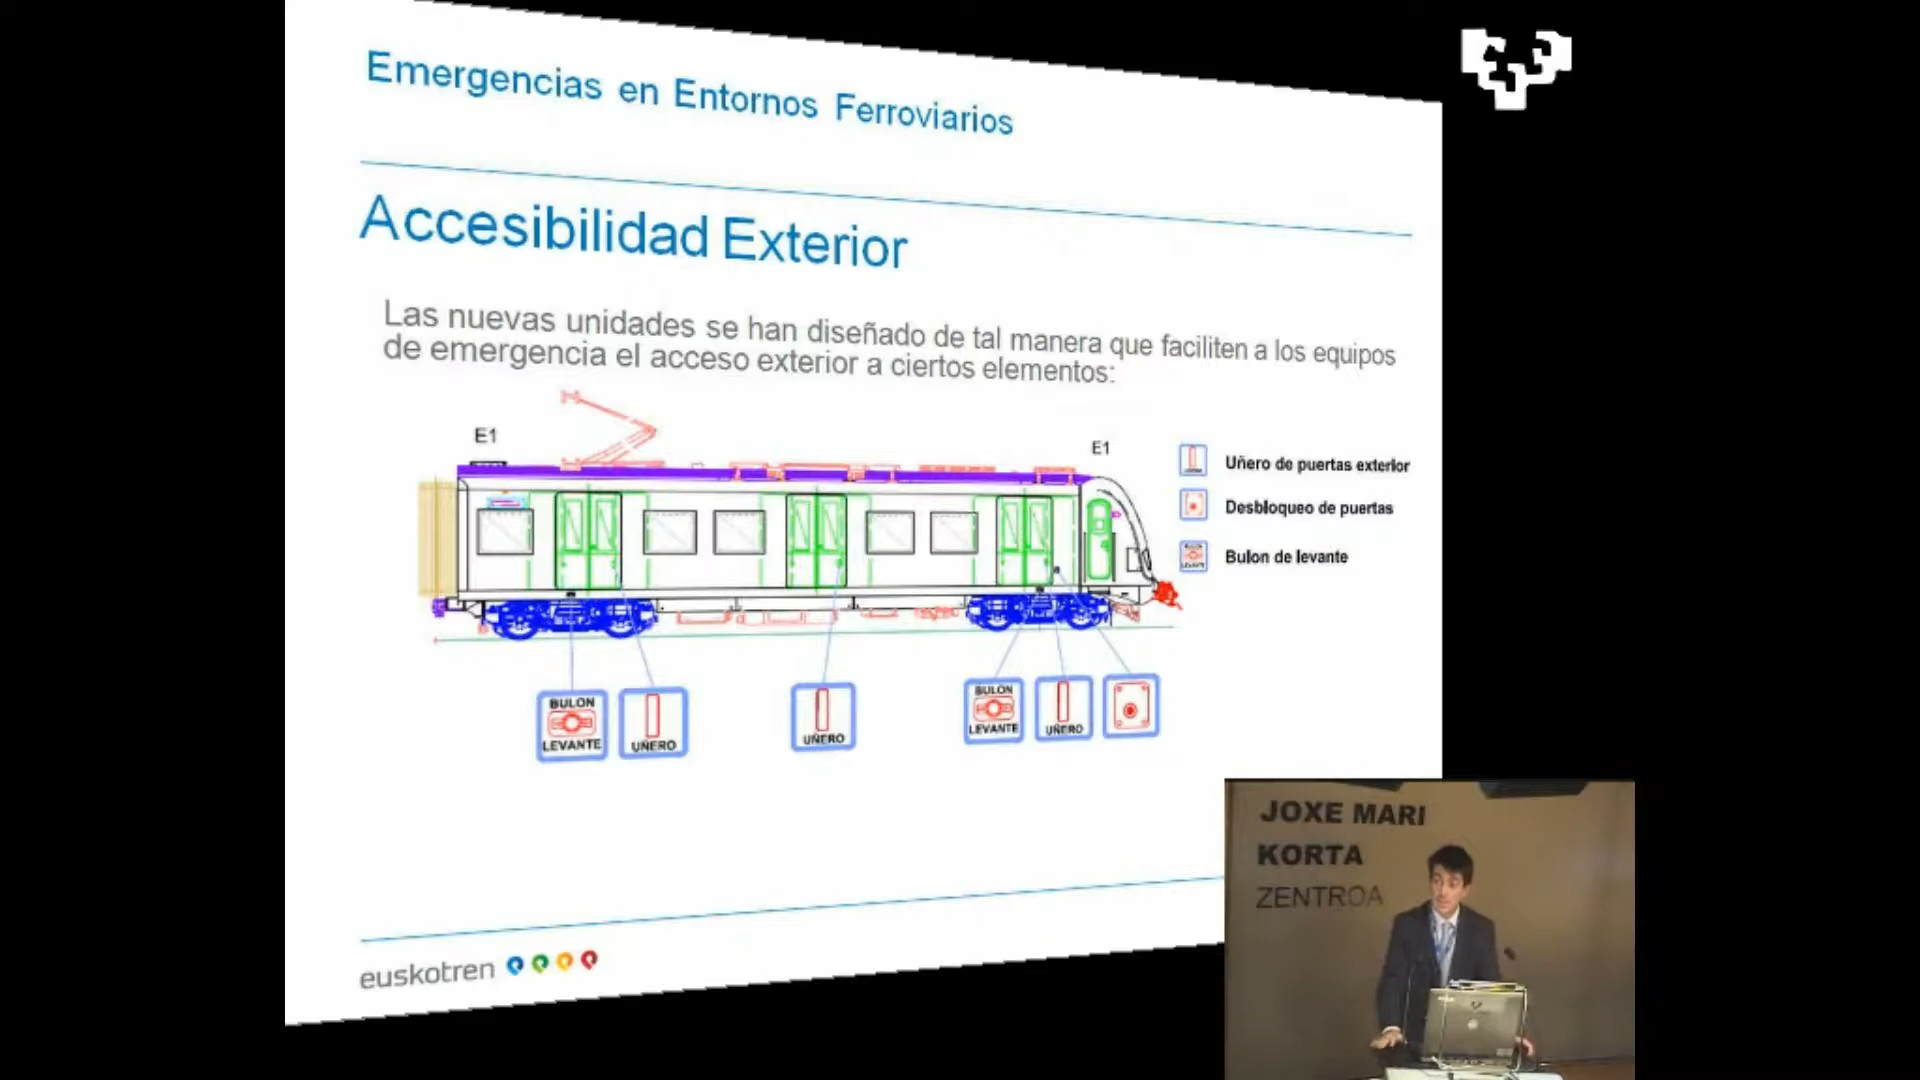 Emergencias en Entornos Ferroviarios
Accesibilidad Exterior
Las nuevas unidades se han diseñado de tal manera que faciliten a los equipos
de emergencia el acceso exterior a ciertos elementos:
E1
E1
Uñero de puertas exterior
Desbloqueo de puertas
Bulon de levante
BULON
LEVANTE
UÑERO
UÑERO
BULON
LEVANTE
UÑERO
euskotren
JOXE MARI
KORTA
ZENTROA